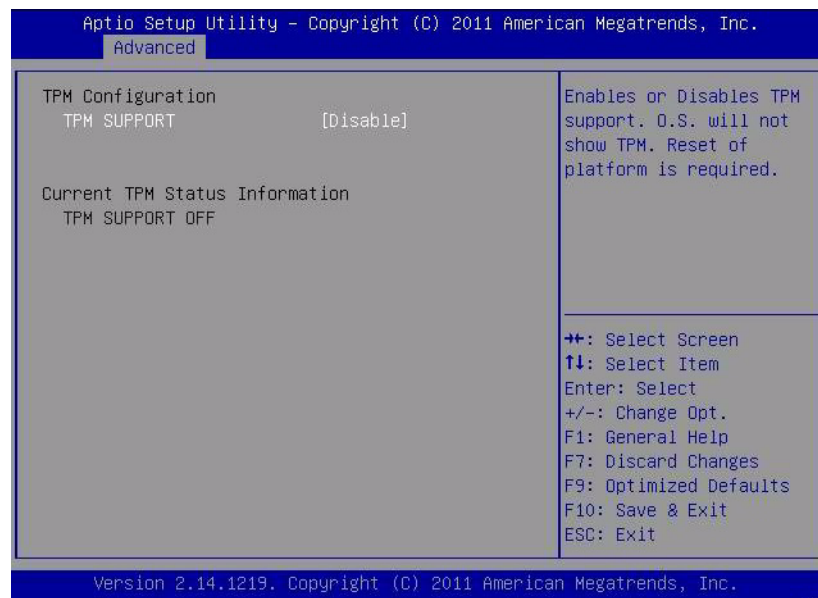 Aptio Setup Utility – Copyright (C) 2011 American Megatrends, Inc.
Advanced
TPM Configuration
TPM SUPPORT [Disable]
Current TPM Status Information
TPM SUPPORT OFF
Enables or Disables TPM
support. O.S. will not
show TPM. Reset of
platform is required.
→←: Select Screen
↑↓: Select Item
Enter: Select
+/-: Change Opt.
F1: General Help
F7: Discard Changes
F9: Optimized Defaults
F10: Save & Exit
ESC: Exit
Version 2.14.1219. Copyright (C) 2011 American Megatrends, Inc.